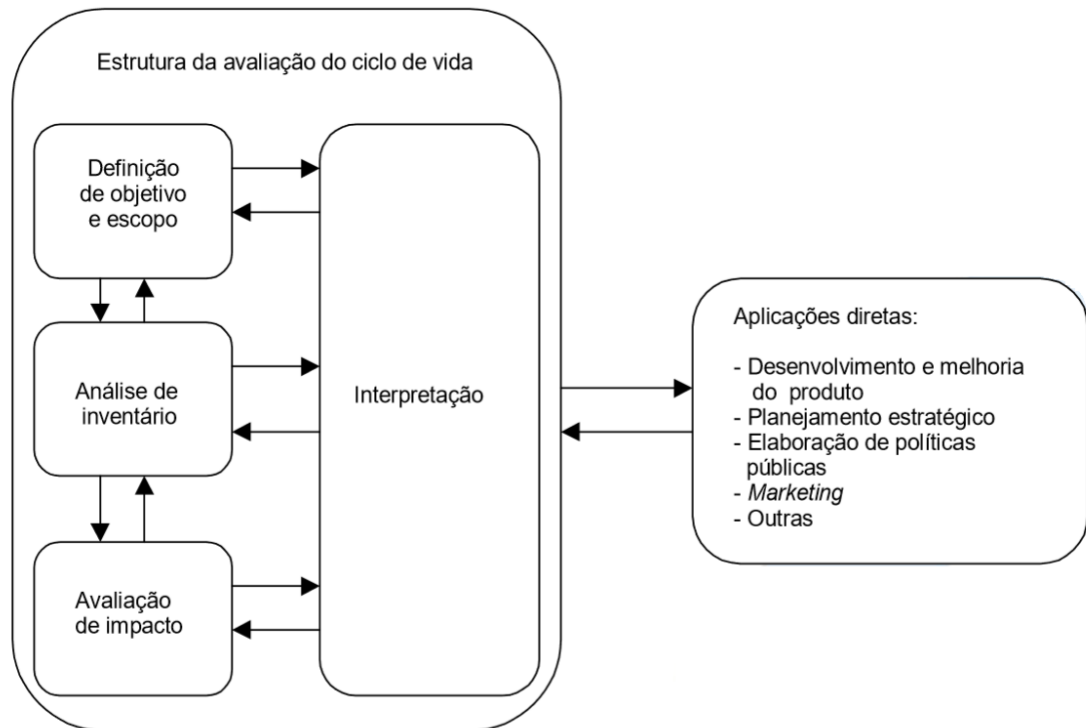 Estrutura da avaliação do ciclo de vida
Definição
de objetivo
e escopo
Análise de
inventário
Avaliação
de impacto
Interpretação
Aplicações diretas:
- Desenvolvimento e melhoria
do produto
- Planejamento estratégico
- Elaboração de políticas
públicas
- Marketing
- Outras